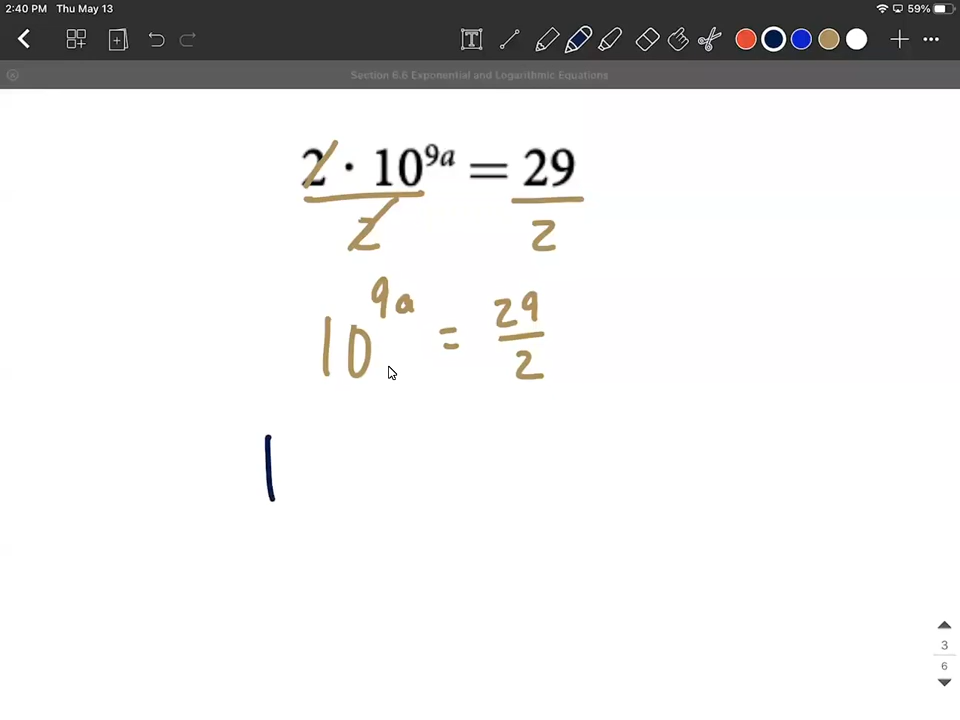 2:40 PM Thu May 13 59%
T
Section 6.6 Exponential and Logarithmic Equations
2 · 10^{9a} = 29
2 2
10^{9a} = 29/2
|
3
6